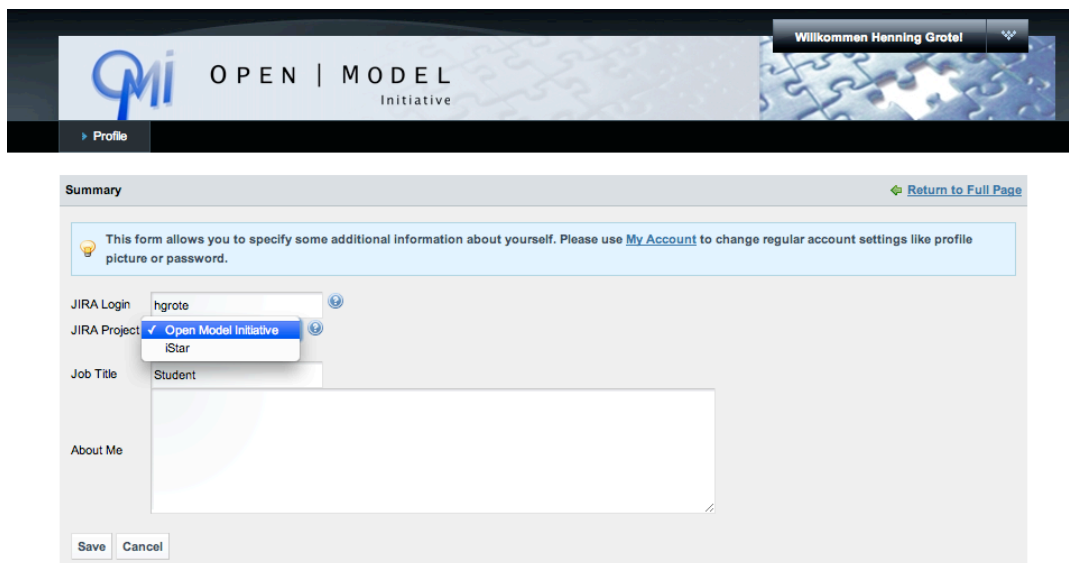 Willkommen Henning Grote!
OMi OPEN | MODEL
Initiative
Profile
Summary
Return to Full Page
This form allows you to specify some additional information about yourself. Please use My Account to change regular account settings like profile
picture or password.
JIRA Login hgrote
JIRA Project ✓ Open Model Initiative
iStar
Job Title Student
About Me
Save Cancel